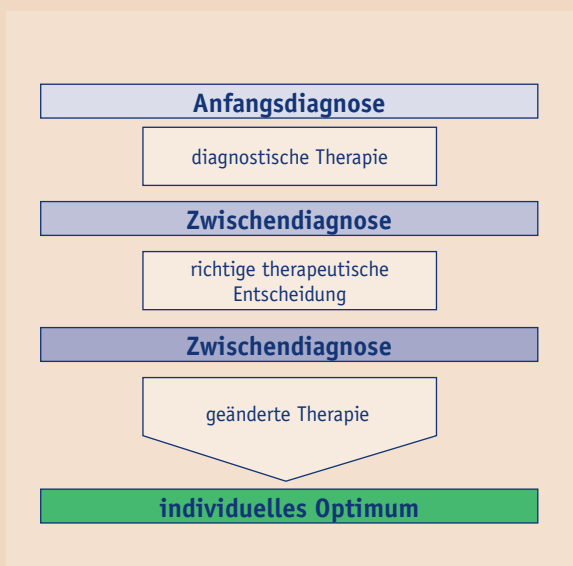 Anfangsdiagnose
diagnostische Therapie
Zwischendiagnose
richtige therapeutische
Entscheidung
Zwischendiagnose
geänderte Therapie
individuelles Optimum